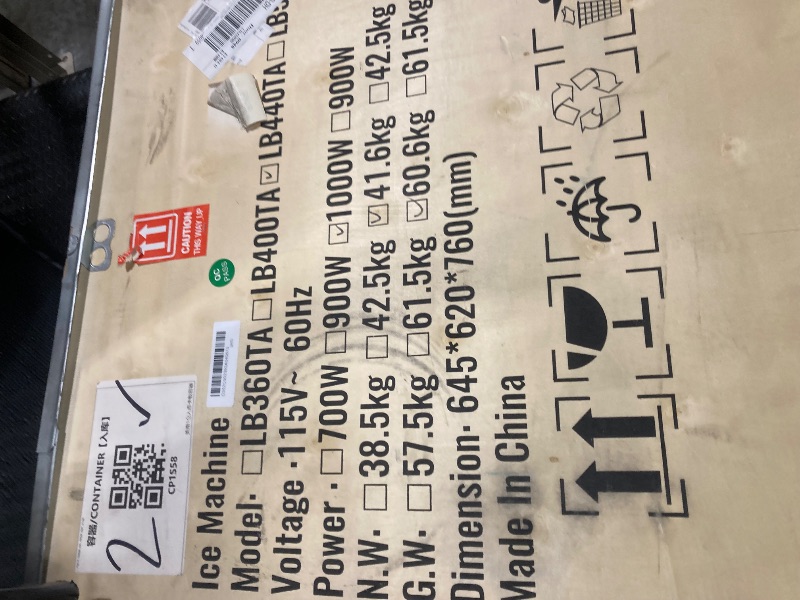 容器/CONTAINER【入库】
2
CP1558
CAUTION
THIS WAY UP
QC
PASS
Ice Machine
Model· ☐LB360TA ☐LB400TA ☑LB440TA ☐
Voltage ·115V~ 60Hz
Power · ☐700W ☐900W ☑1000W ☐900W
N.W· ☐38.5kg ☐42.5kg ☑41.6kg ☐42.5kg
G.W. ☐57.5kg ☐61.5kg ☑60.6kg ☐61.5kg
Dimension· 645*620*760(mm)
Made In China